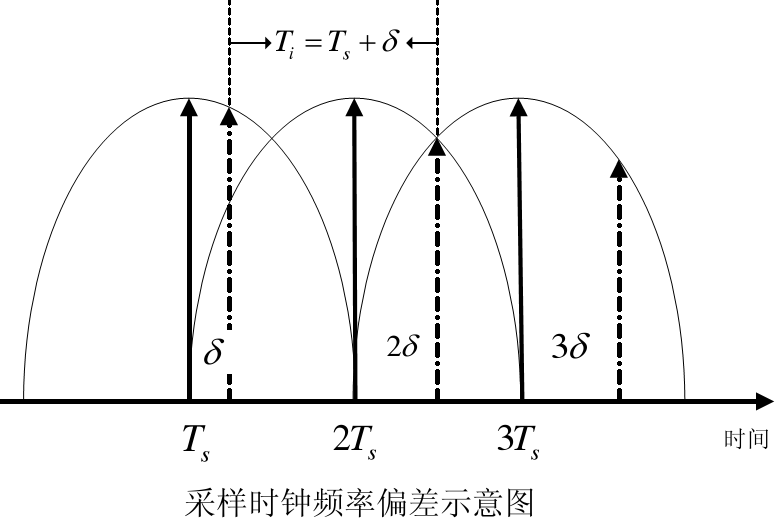 T_i = T_s + δ
δ 2δ 3δ
T_s 2T_s 3T_s 时间
采样时钟频率偏差示意图